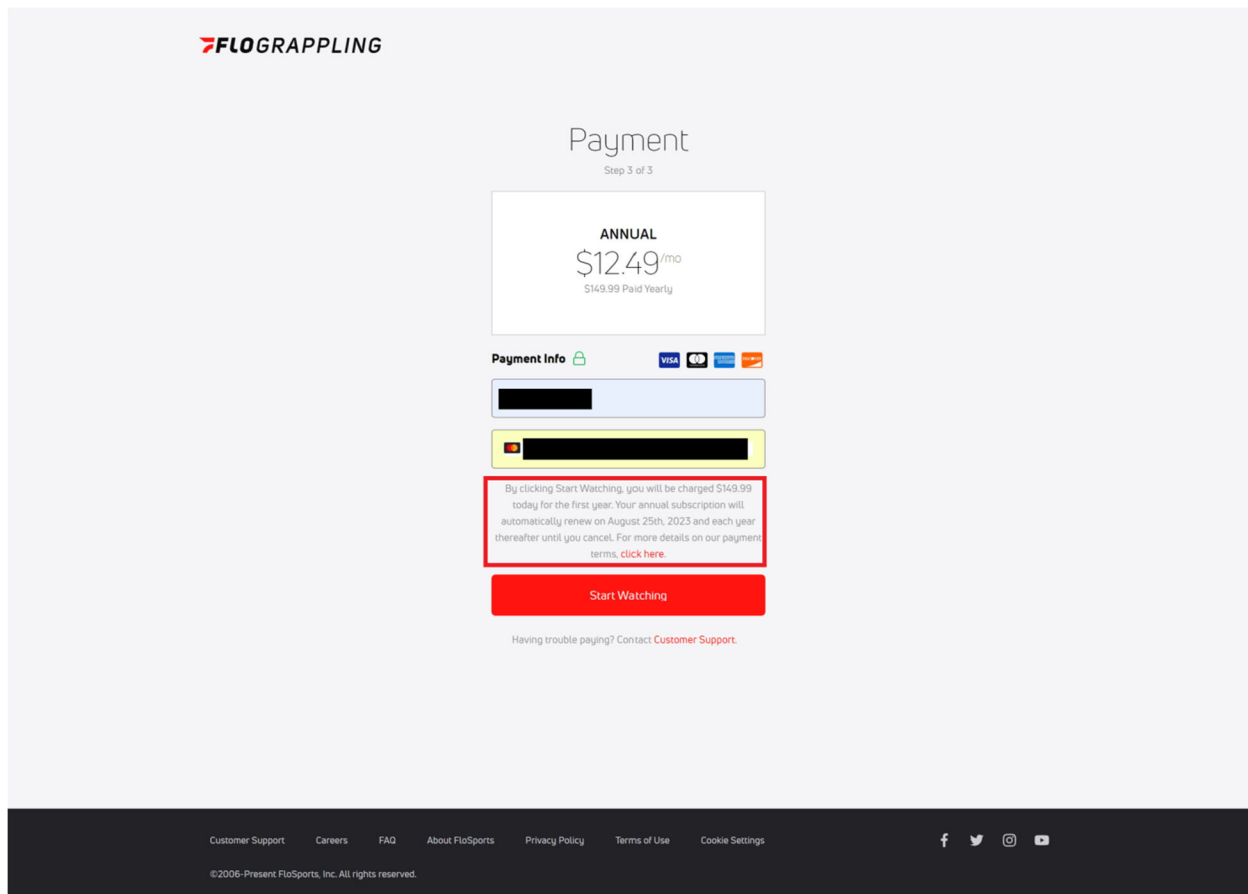 FLOGRAPPLING
Payment
Step 3 of 3
ANNUAL
$12.49/mo
$149.99 Paid Yearly
Payment Info
VISA
By clicking Start Watching, you will be charged $149.99
today for the first year. Your annual subscription will
automatically renew on August 25th, 2023 and each year
thereafter until you cancel. For more details on our payment
terms, click here.
Start Watching
Having trouble paying? Contact Customer Support.
Customer Support Careers FAQ About FloSports Privacy Policy Terms of Use Cookie Settings
©2006-Present FloSports, Inc. All rights reserved.